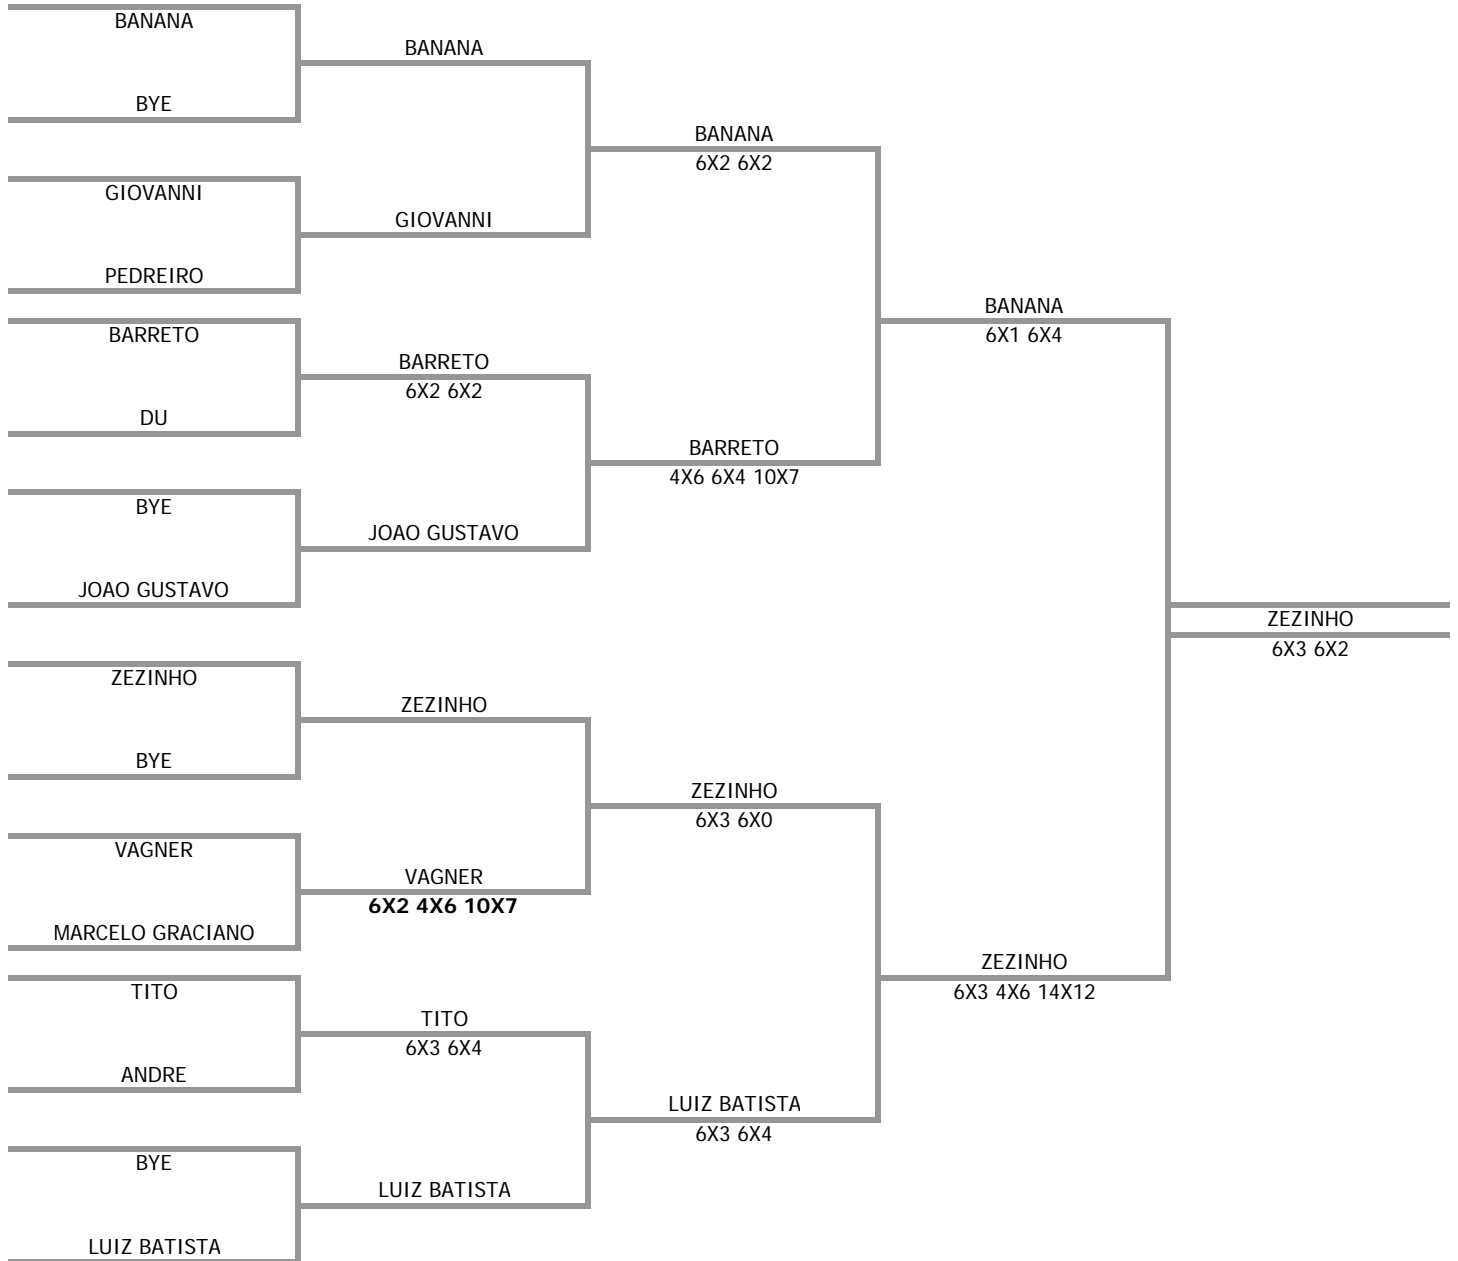 BANANA
BYE
GIOVANNI
PEDREIRO
BARRETO
DU
BYE
JOAO GUSTAVO
ZEZINHO
BYE
VAGNER
MARCELO GRACIANO
TITO
ANDRE
BYE
LUIZ BATISTA
BANANA
GIOVANNI
BARRETO
6X2 6X2
JOAO GUSTAVO
ZEZINHO
VAGNER
6X2 4X6 10X7
TITO
6X3 6X4
LUIZ BATISTA
BANANA
6X2 6X2
BARRETO
4X6 6X4 10X7
ZEZINHO
6X3 6X0
LUIZ BATISTA
6X3 6X4
BANANA
6X1 6X4
ZEZINHO
6X3 4X6 14X12
ZEZINHO
6X3 6X2